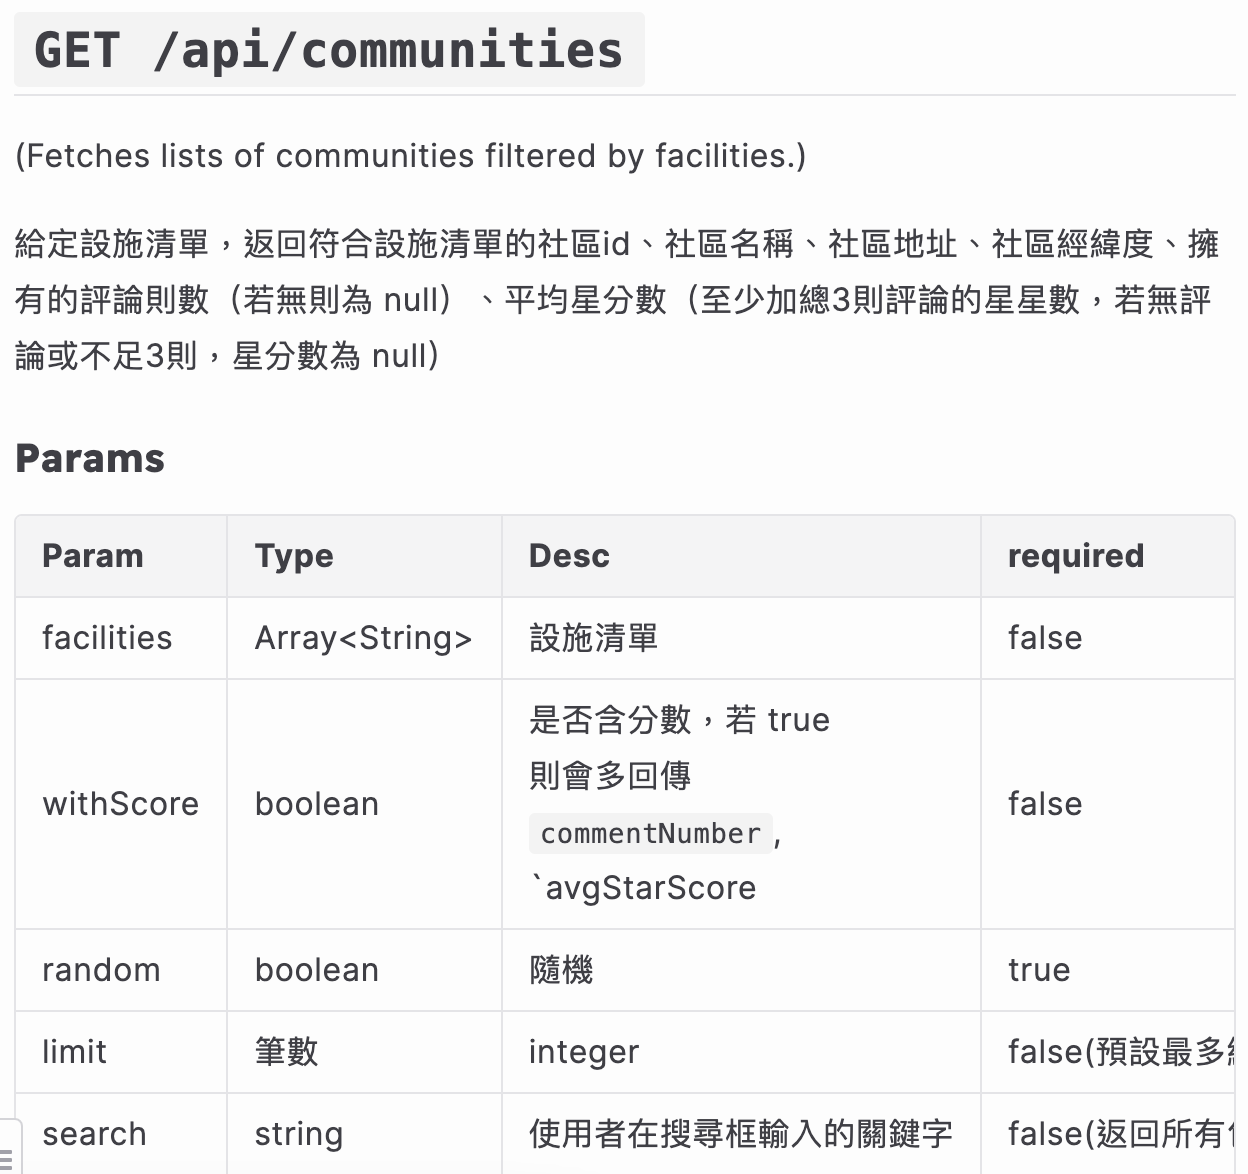 GET /api/communities
(Fetches lists of communities filtered by facilities.)
給定設施清單，返回符合設施清單的社區id、社區名稱、社區地址、社區經緯度、擁
有的評論則數（若無則為 null）、平均星分數（至少加總3則評論的星星數，若無評
論或不足3則，星分數為 null）
Params
Param Type Desc required
facilities Array<String> 設施清單 false
withScore boolean 是否含分數，若 true
則會多回傳
commentNumber,
`avgStarScore
false
random boolean 隨機 true
limit 筆數 integer false(預設最多
search string 使用者在搜尋框輸入的關鍵字 false(返回所有